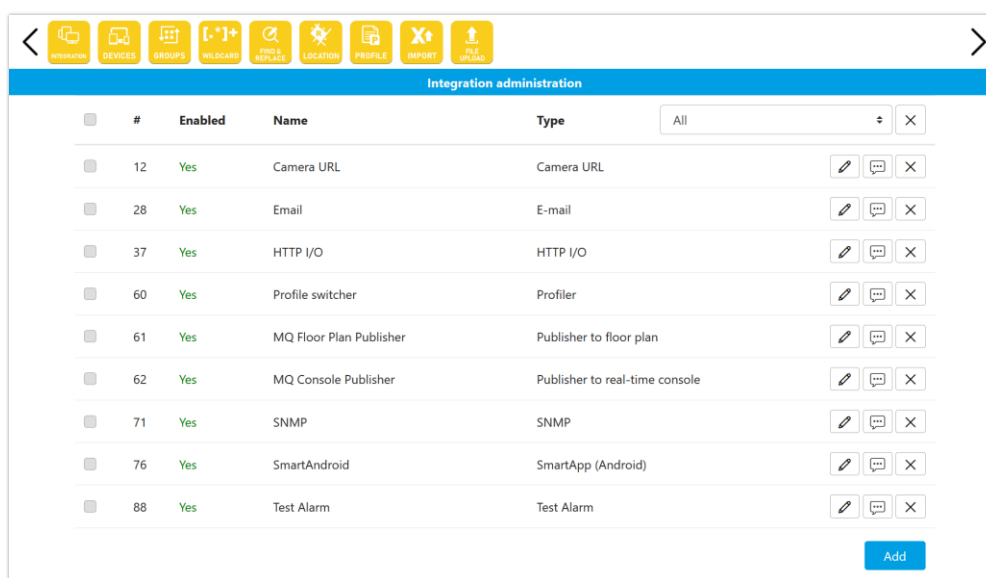 INTEGRATION DEVICES GROUPS [.*]+ WILDCARD FIND & REPLACE LOCATION PROFILE X IMPORT FILE UPLOAD
Integration administration
# Enabled Name Type All
12 Yes Camera URL Camera URL
28 Yes Email E-mail
37 Yes HTTP I/O HTTP I/O
60 Yes Profile switcher Profiler
61 Yes MQ Floor Plan Publisher Publisher to floor plan
62 Yes MQ Console Publisher Publisher to real-time console
71 Yes SNMP SNMP
76 Yes SmartAndroid SmartApp (Android)
88 Yes Test Alarm Test Alarm
Add